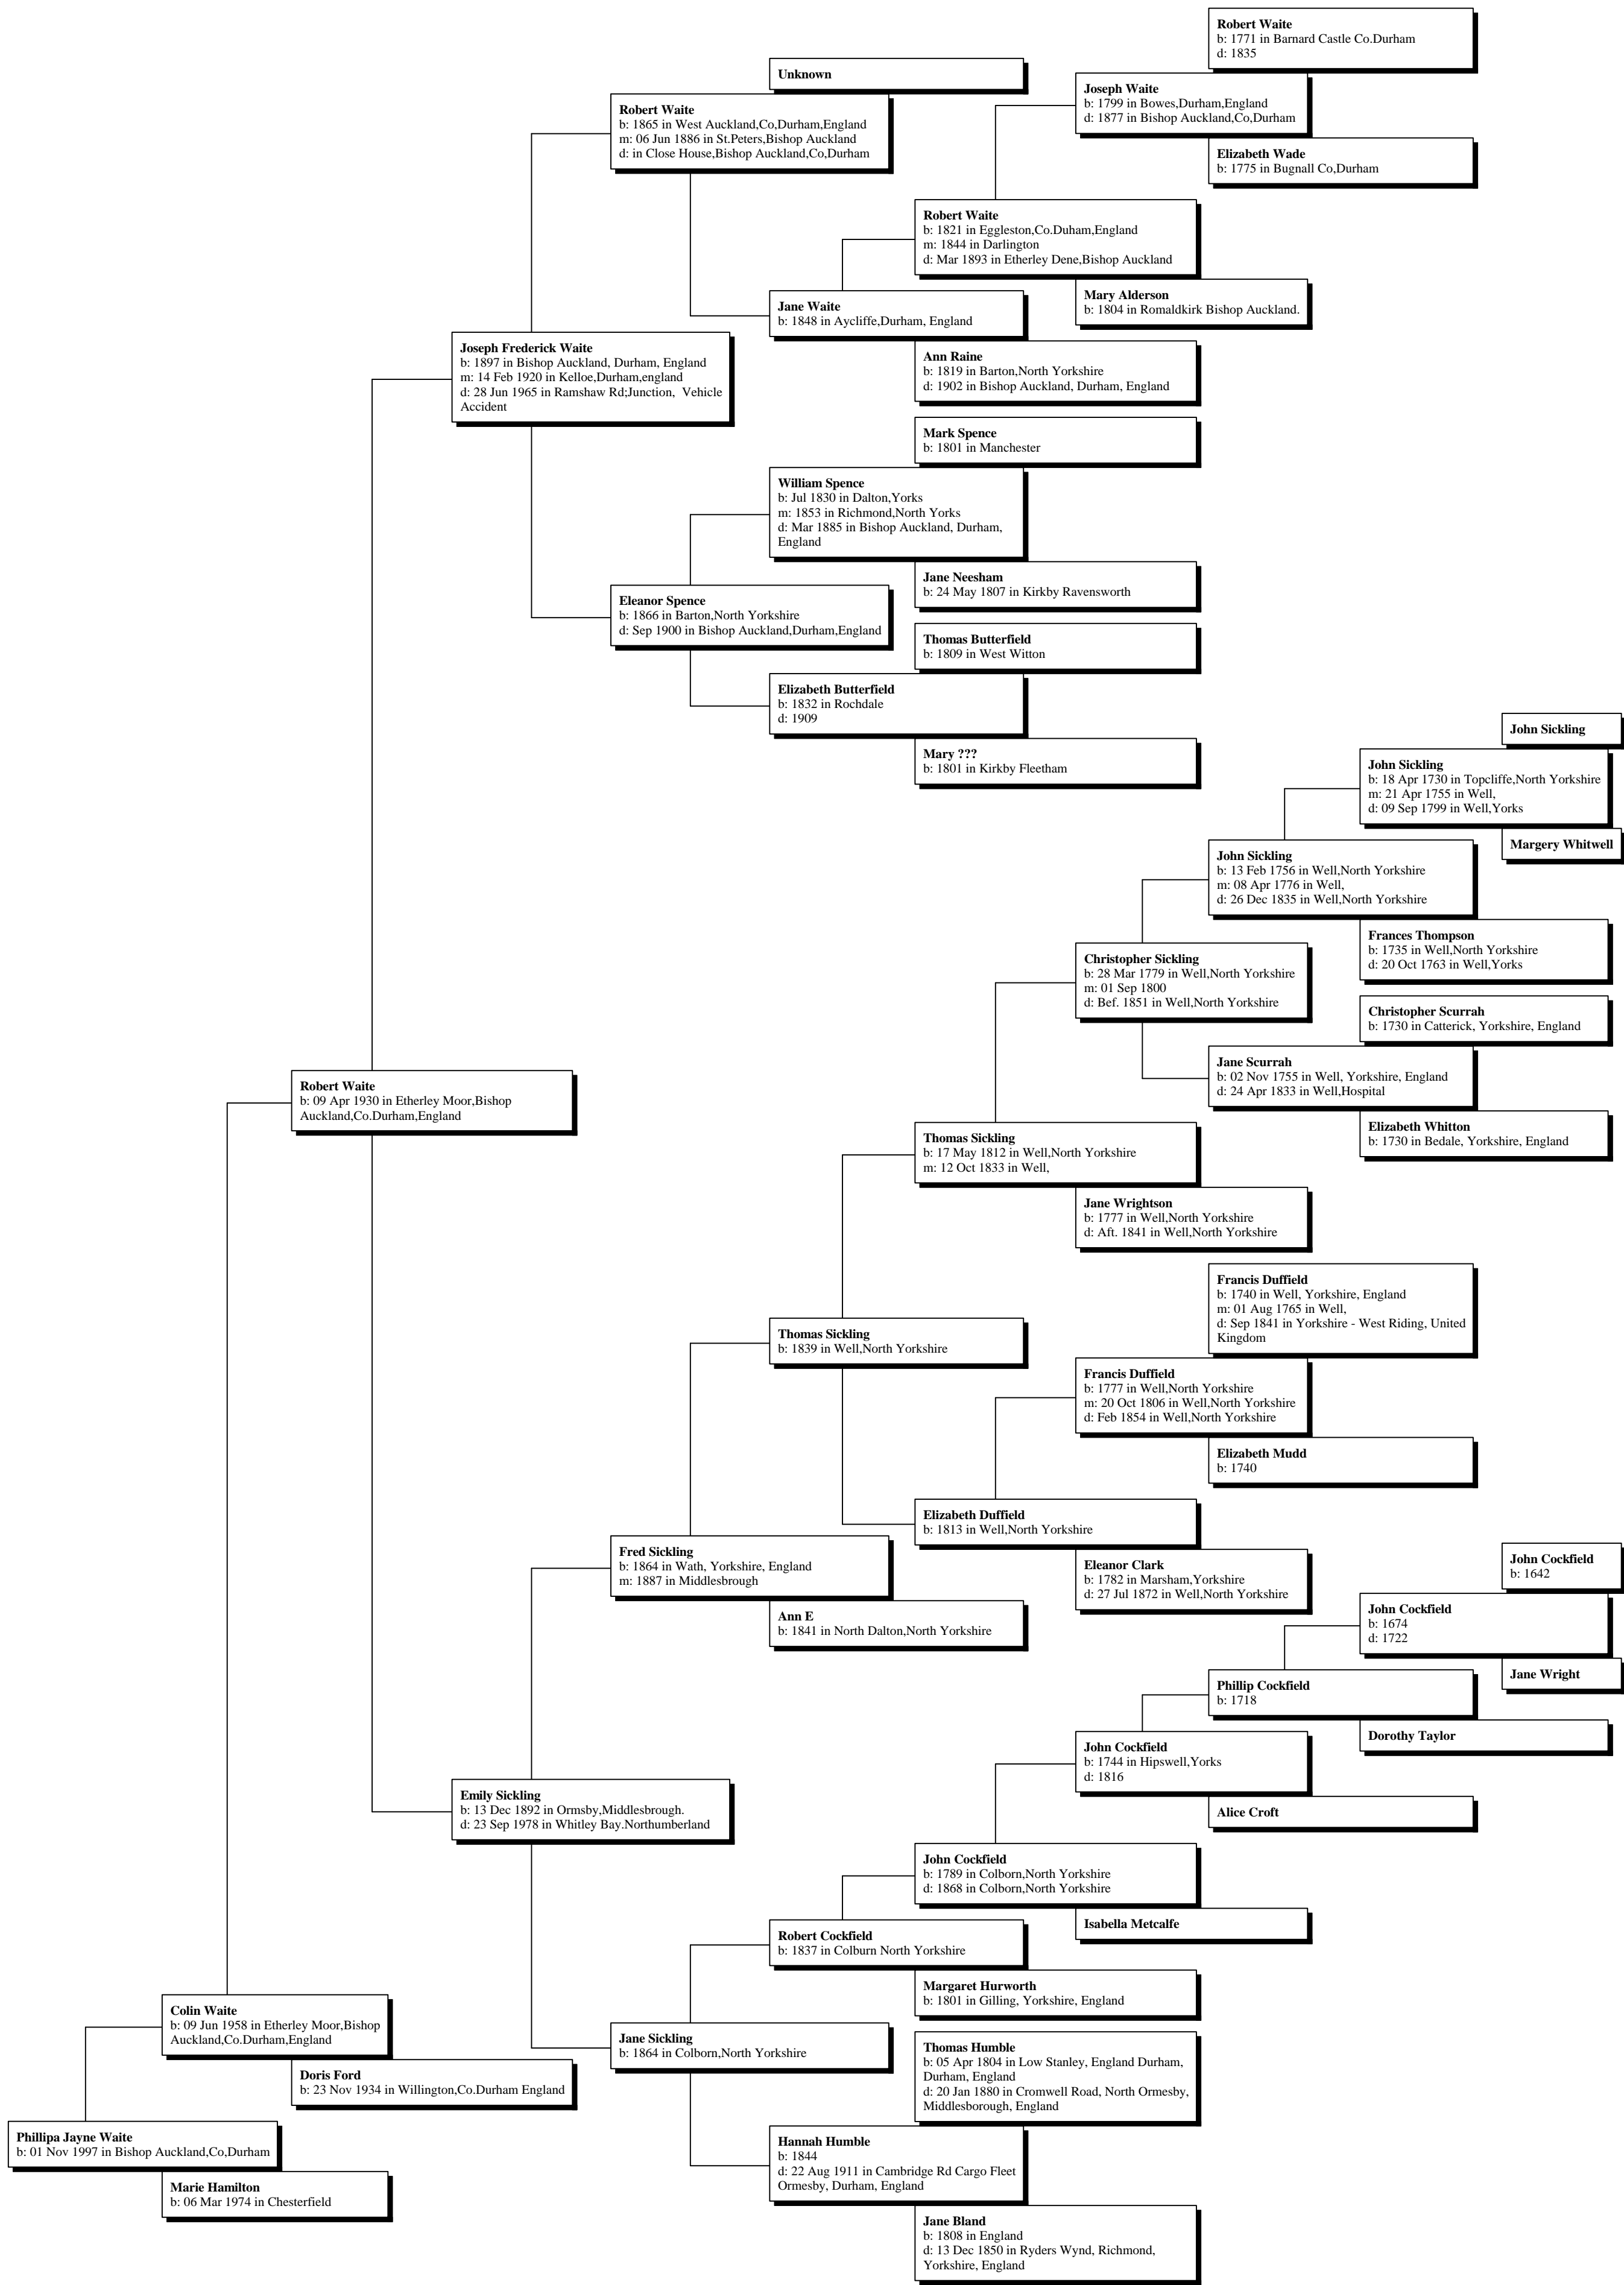 Robert Waite
b: 1771 in Barnard Castle Co.Durham
d: 1835
Unknown
Joseph Waite
b: 1799 in Bowes,Durham,England
d: 1877 in Bishop Auckland,Co,Durham
Robert Waite
b: 1865 in West Auckland,Co,Durham,England
m: 06 Jun 1886 in St.Peters,Bishop Auckland
d: in Close House,Bishop Auckland,Co,Durham
Elizabeth Wade
b: 1775 in Bugnall Co,Durham
Robert Waite
b: 1821 in Eggleston,Co.Duham,England
m: 1844 in Darlington
d: Mar 1893 in Etherley Dene,Bishop Auckland
Mary Alderson
b: 1804 in Romaldkirk Bishop Auckland.
Jane Waite
b: 1848 in Aycliffe,Durham, England
Joseph Frederick Waite
b: 1897 in Bishop Auckland, Durham, England
m: 14 Feb 1920 in Kelloe,Durham,england
d: 28 Jun 1965 in Ramshaw Rd;Junction,  Vehicle
Accident
Ann Raine
b: 1819 in Barton,North Yorkshire
d: 1902 in Bishop Auckland, Durham, England
Mark Spence
b: 1801 in Manchester
William Spence
b: Jul 1830 in Dalton,Yorks
m: 1853 in Richmond,North Yorks
d: Mar 1885 in Bishop Auckland, Durham,
England
Jane Neesham
b: 24 May 1807 in Kirkby Ravensworth
Eleanor Spence
b: 1866 in Barton,North Yorkshire
d: Sep 1900 in Bishop Auckland,Durham,England
Thomas Butterfield
b: 1809 in West Witton
Elizabeth Butterfield
b: 1832 in Rochdale
d: 1909
Mary ???
b: 1801 in Kirkby Fleetham
John Sickling
John Sickling
b: 18 Apr 1730 in Topcliffe,North Yorkshire
m: 21 Apr 1755 in Well,
d: 09 Sep 1799 in Well,Yorks
Margery Whitwell
John Sickling
b: 13 Feb 1756 in Well,North Yorkshire
m: 08 Apr 1776 in Well,
d: 26 Dec 1835 in Well,North Yorkshire
Frances Thompson
b: 1735 in Well,North Yorkshire
d: 20 Oct 1763 in Well,Yorks
Christopher Sickling
b: 28 Mar 1779 in Well,North Yorkshire
m: 01 Sep 1800
d: Bef. 1851 in Well,North Yorkshire
Christopher Scurrah
b: 1730 in Catterick, Yorkshire, England
Jane Scurrah
b: 02 Nov 1755 in Well, Yorkshire, England
d: 24 Apr 1833 in Well,Hospital
Robert Waite
b: 09 Apr 1930 in Etherley Moor,Bishop
Auckland,Co.Durham,England
Elizabeth Whitton
b: 1730 in Bedale, Yorkshire, England
Thomas Sickling
b: 17 May 1812 in Well,North Yorkshire
m: 12 Oct 1833 in Well,
Jane Wrightson
b: 1777 in Well,North Yorkshire
d: Aft. 1841 in Well,North Yorkshire
Francis Duffield
b: 1740 in Well, Yorkshire, England
m: 01 Aug 1765 in Well,
d: Sep 1841 in Yorkshire - West Riding, United
Kingdom
Thomas Sickling
b: 1839 in Well,North Yorkshire
Francis Duffield
b: 1777 in Well,North Yorkshire
m: 20 Oct 1806 in Well,North Yorkshire
d: Feb 1854 in Well,North Yorkshire
Elizabeth Mudd
b: 1740
Elizabeth Duffield
b: 1813 in Well,North Yorkshire
Fred Sickling
b: 1864 in Wath, Yorkshire, England
m: 1887 in Middlesbrough
Eleanor Clark
b: 1782 in Marsham,Yorkshire
d: 27 Jul 1872 in Well,North Yorkshire
John Cockfield
b: 1642
Ann E
b: 1841 in North Dalton,North Yorkshire
John Cockfield
b: 1674
d: 1722
Jane Wright
Phillip Cockfield
b: 1718
Dorothy Taylor
John Cockfield
b: 1744 in Hipswell,Yorks
d: 1816
Emily Sickling
b: 13 Dec 1892 in Ormsby,Middlesbrough.
d: 23 Sep 1978 in Whitley Bay.Northumberland
Alice Croft
John Cockfield
b: 1789 in Colborn,North Yorkshire
d: 1868 in Colborn,North Yorkshire
Isabella Metcalfe
Robert Cockfield
b: 1837 in Colburn North Yorkshire
Margaret Hurworth
b: 1801 in Gilling, Yorkshire, England
Colin Waite
b: 09 Jun 1958 in Etherley Moor,Bishop
Auckland,Co.Durham,England
Jane Sickling
b: 1864 in Colborn,North Yorkshire
Thomas Humble
b: 05 Apr 1804 in Low Stanley, England Durham,
Durham, England
d: 20 Jan 1880 in Cromwell Road, North Ormesby,
Middlesborough, England
Doris Ford
b: 23 Nov 1934 in Willington,Co.Durham England
Phillipa Jayne Waite
b: 01 Nov 1997 in Bishop Auckland,Co,Durham
Hannah Humble
b: 1844
d: 22 Aug 1911 in Cambridge Rd Cargo Fleet
Ormesby, Durham, England
Marie Hamilton
b: 06 Mar 1974 in Chesterfield
Jane Bland
b: 1808 in England
d: 13 Dec 1850 in Ryders Wynd, Richmond,
Yorkshire, England